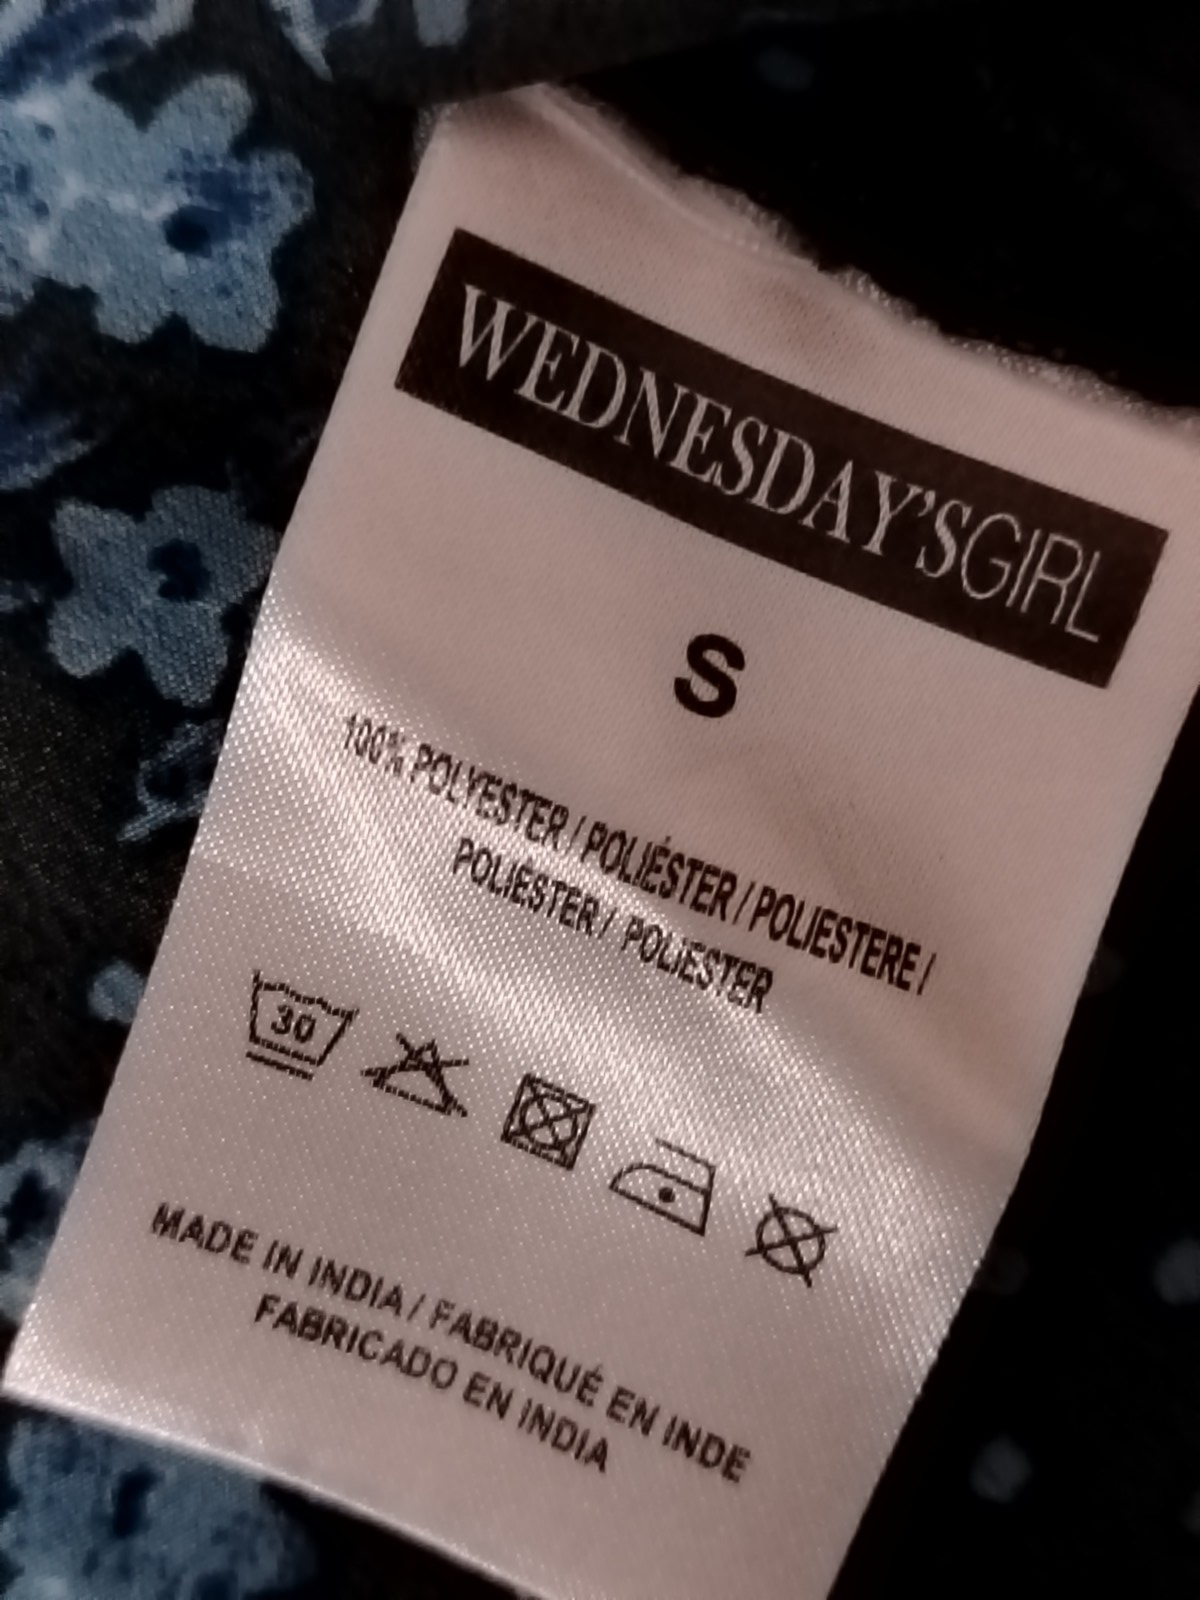 WEDNESDAY'SGIRL
S
100% POLYESTER / POLIÉSTER / POLIESTERE /
POLIESTER / POLIESTER
30
MADE IN INDIA / FABRIQUÉ EN INDE
FABRICADO EN INDIA